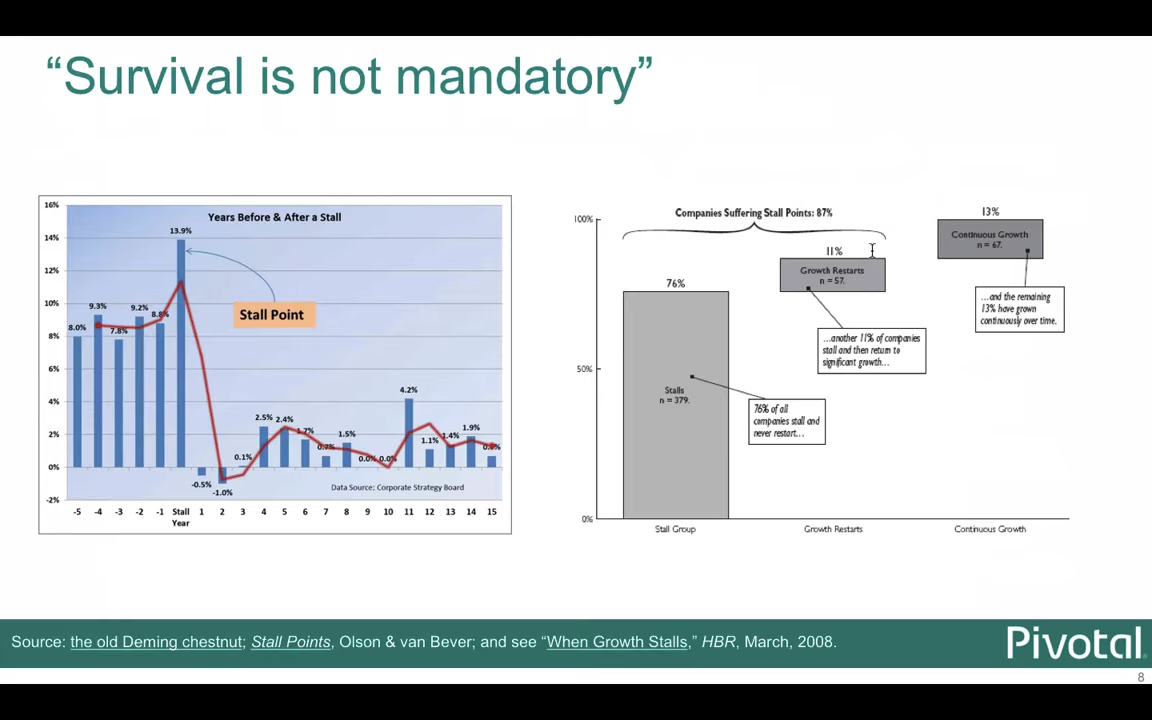 “Survival is not mandatory”
Years Before & After a Stall
16%
14%
12%
10%
8%
6%
4%
2%
0%
-2%
8.0%
9.3%
7.8%
9.2%
8.8%
13.9%
-0.5%
-1.0%
0.1%
2.5%
2.4%
1.7%
0.7%
1.5%
0.0%
0.0%
4.2%
1.1%
1.4%
1.9%
Stall Point
Data Source: Corporate Strategy Board
-5 -4 -3 -2 -1 Stall 1 2 3 4 5 6 7 8 9 10 11 12 13 14 15
Year
Companies Suffering Stall Points: 87%
100%
50%
0%
76%
Stalls
n = 379.
76% of all
companies stall and
never restart…
11%
Growth Restarts
n = 57.
…another 11% of companies
stall and then return to
significant growth…
13%
Continuous Growth
n = 67.
…and the remaining
13% have grown
continuously over time.
Stall Group Growth Restarts Continuous Growth
Source: the old Deming chestnut; Stall Points, Olson & van Bever; and see “When Growth Stalls,” HBR, March, 2008.
Pivotal
8